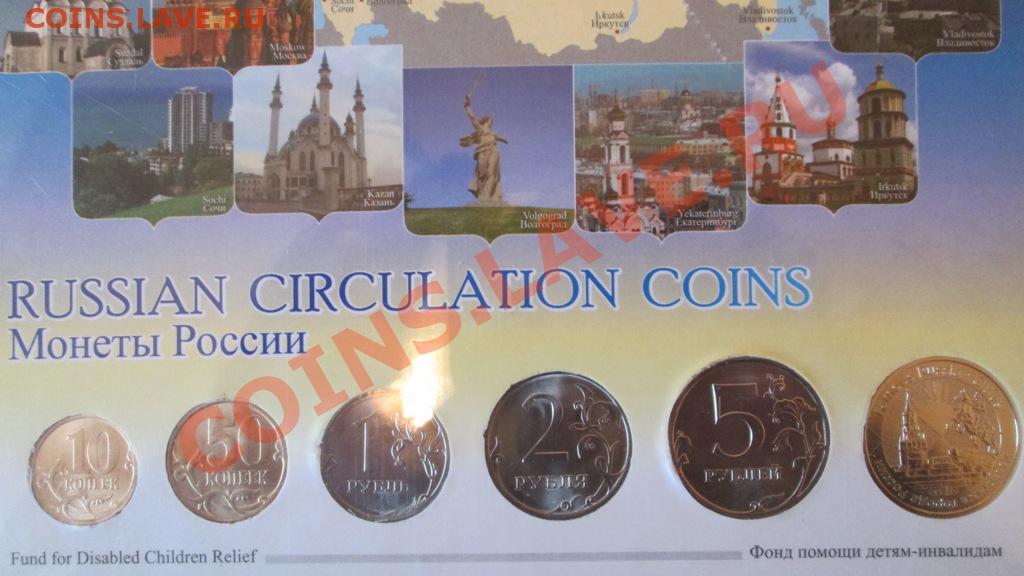 COINS.LAVE.RU
Sochi
Сочи
Волгоград
Irkutsk
Иркутск
Vladivostok
Владивосток
Suzdal
Суздаль
Moskow
Москва
Vladivostok
Владивосток
Sochi
Сочи
Kazan
Казань
Volgograd
Волгоград
Yekaterinburg
Екатеринбург
Irkutsk
Иркутск
COINS.LAVE.RU
RUSSIAN CIRCULATION COINS
Монеты России
10
КОПЕЕК
50
КОПЕЕК
1
РУБЛЬ
2
РУБЛЯ
5
РУБЛЕЙ
Fund for Disabled Children Relief
Фонд помощи детям-инвалидам